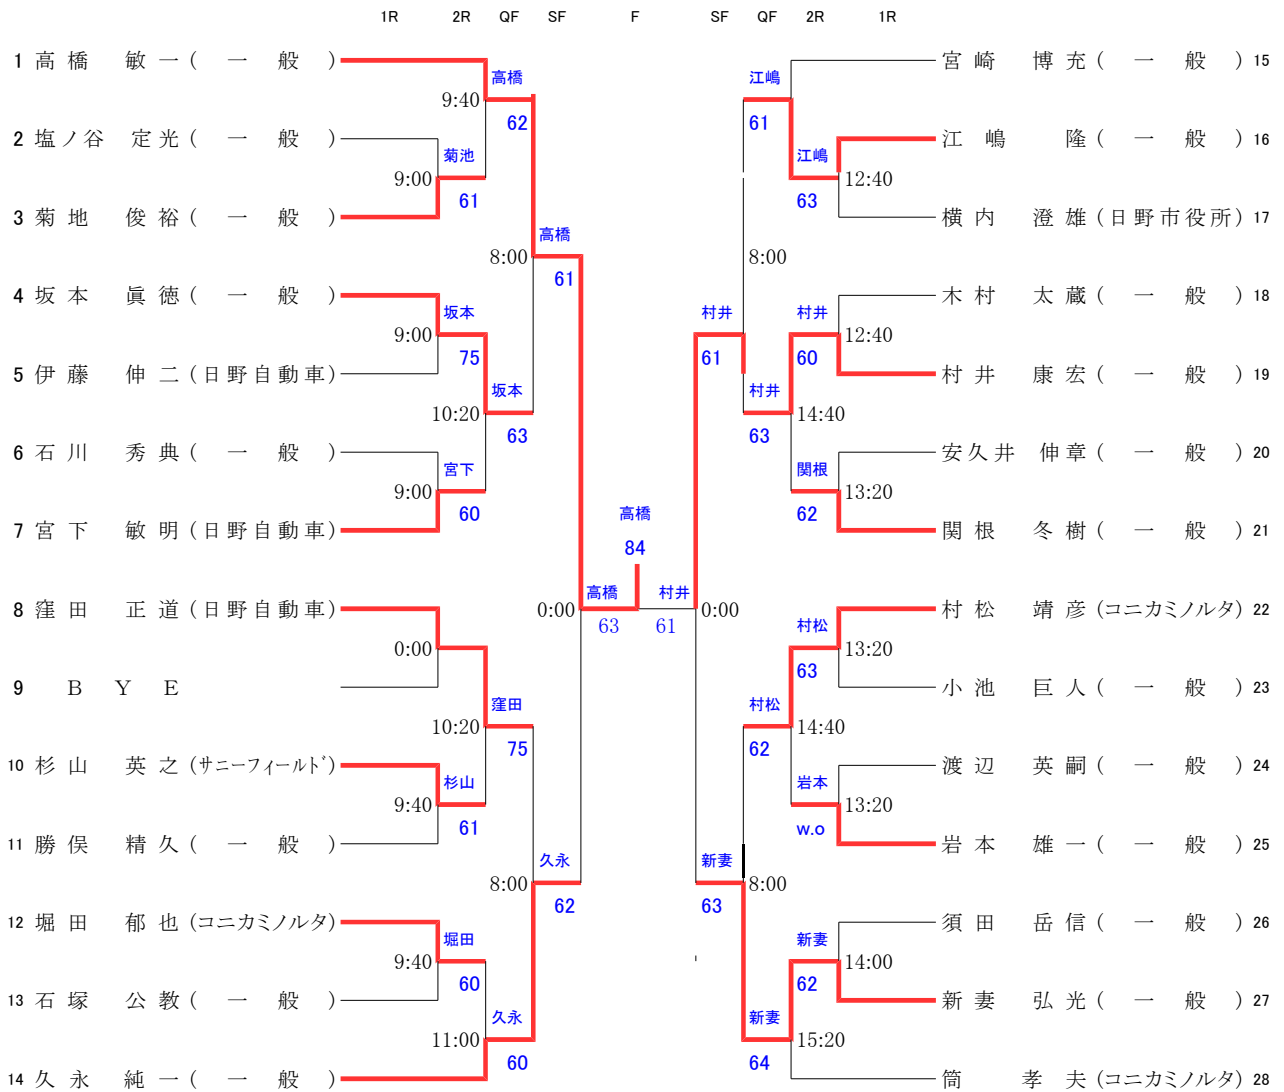 1R 2R QF SF F SF QF 2R 1R
1 高橋 敏一 ( 一般 ) 宮崎 博充 ( 一般 ) 15
高橋 江嶋
9:40
62 61
2 塩ノ谷 定光 ( 一般 ) 江嶋 隆 ( 一般 ) 16
菊池 江嶋
9:00 12:40
61 63
3 菊地 俊裕 ( 一般 ) 横内 澄雄 (日野市役所) 17
高橋
8:00 8:00
61
4 坂本 眞徳 ( 一般 ) 木村 太蔵 ( 一般 ) 18
坂本 村井 村井
9:00 12:40
75 61 60
5 伊藤 伸二 (日野自動車) 村井 康宏 ( 一般 ) 19
坂本 村井
10:20 14:40
63 63
6 石川 秀典 ( 一般 ) 安久井 伸章 ( 一般 ) 20
宮下 関根
9:00 13:20
60 62
7 宮下 敏明 (日野自動車) 関根 冬樹 ( 一般 ) 21
高橋
84
高橋 村井
8 窪田 正道 (日野自動車) 村松 靖彦 (コニカミノルタ) 22
0:00 0:00
63 61
村松
0:00 13:20
63
9 BYE 小池 巨人 ( 一般 ) 23
窪田 村松
10:20 14:40
75 62
10 杉山 英之 (サニーフィールド) 渡辺 英嗣 ( 一般 ) 24
杉山 岩本
9:40 13:20
61 w.o
11 勝俣 精久 ( 一般 ) 岩本 雄一 ( 一般 ) 25
久永 新妻
8:00 8:00
62 63
12 堀田 郁也 (コニカミノルタ) 須田 岳信 ( 一般 ) 26
堀田 新妻
9:40 14:00
60 62
13 石塚 公教 ( 一般 ) 新妻 弘光 ( 一般 ) 27
久永 新妻
11:00 15:20
60 64
14 久永 純一 ( 一般 ) 筒 孝夫 (コニカミノルタ) 28